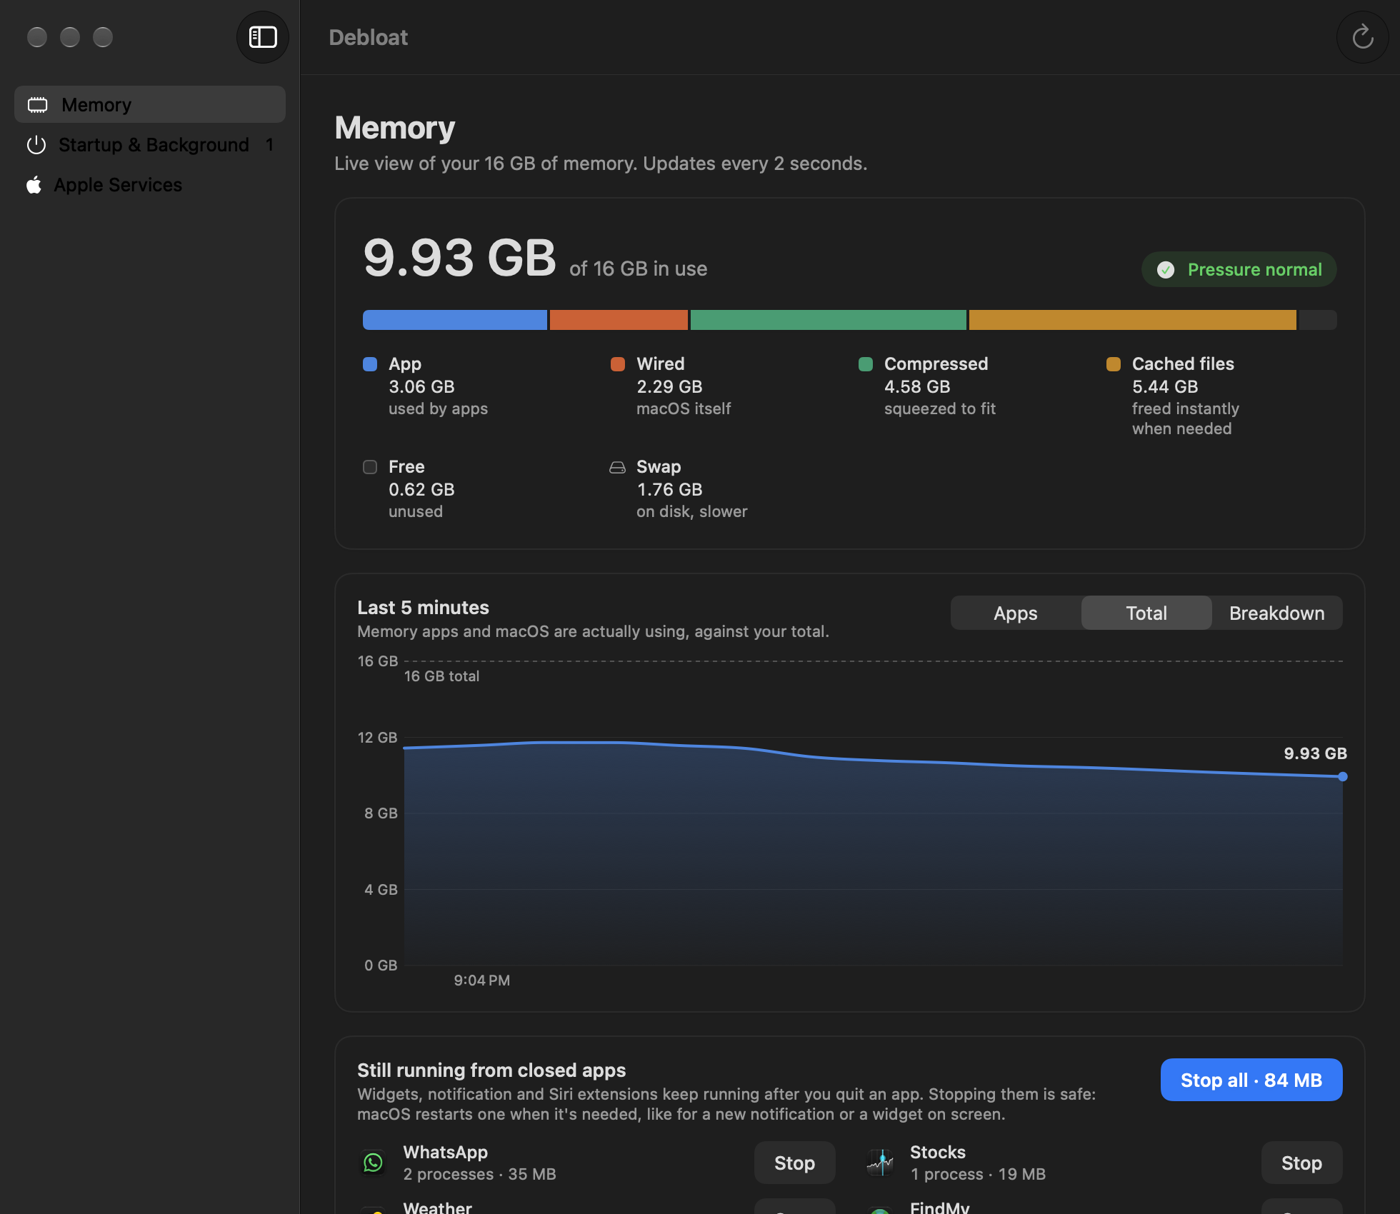 Debloat
Memory
Startup & Background 1
Apple Services
Memory
Live view of your 16 GB of memory. Updates every 2 seconds.
9.93 GB of 16 GB in use
Pressure normal
App
3.06 GB
used by apps
Wired
2.29 GB
macOS itself
Compressed
4.58 GB
squeezed to fit
Cached files
5.44 GB
freed instantly
when needed
Free
0.62 GB
unused
Swap
1.76 GB
on disk, slower
Last 5 minutes
Memory apps and macOS are actually using, against your total.
Apps
Total
Breakdown
16 GB
16 GB total
12 GB
9.93 GB
8 GB
4 GB
0 GB
9:04 PM
Still running from closed apps
Widgets, notification and Siri extensions keep running after you quit an app. Stopping them is safe:
macOS restarts one when it's needed, like for a new notification or a widget on screen.
Stop all · 84 MB
WhatsApp
2 processes · 35 MB
Stop
Stocks
1 process · 19 MB
Stop
Weather
FindMy